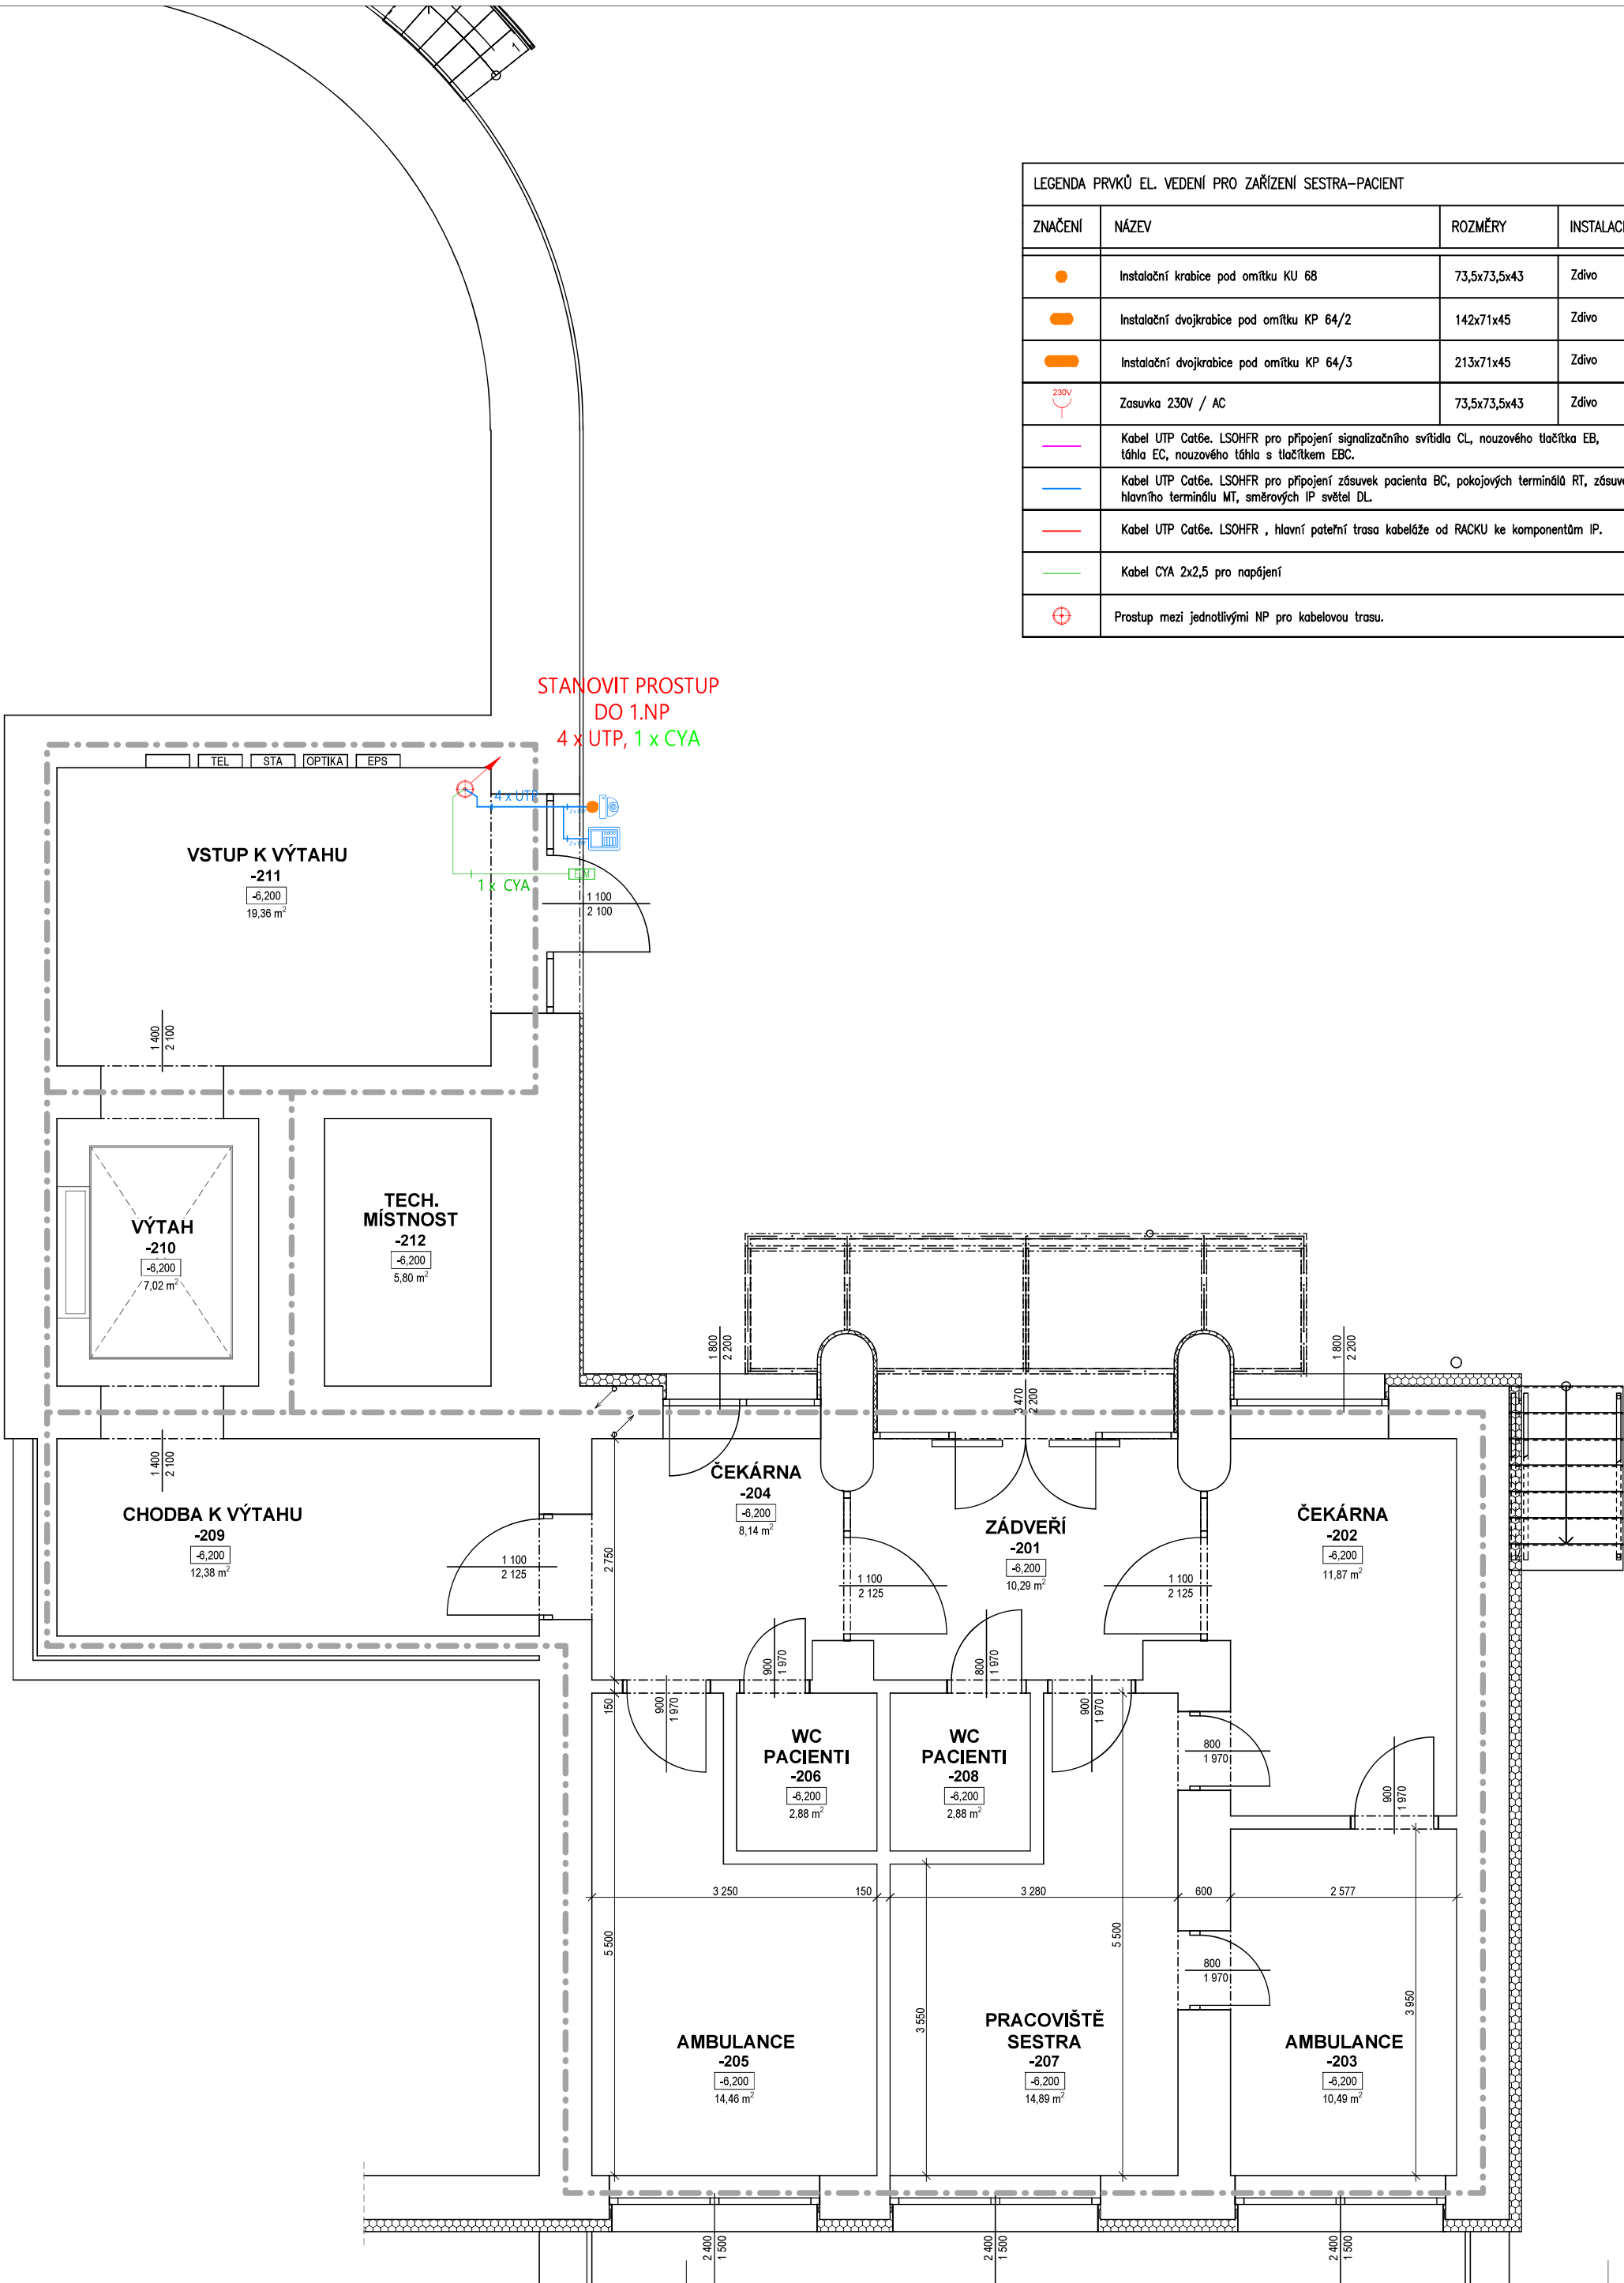 1
LEGENDA PRVKŮ EL. VEDENÍ PRO ZAŘÍZENÍ SESTRA-PACIENT
ZNAČENÍ NÁZEV ROZMĚRY
Instalační krabice pod omítku KU 68 73,5x73,5x43 Zdivo
Instalační dvojkrabice pod omítku KP 64/2 142x71x45 Zdivo
Instalační dvojkrabice pod omítku KP 64/3 213x71x45 Zdivo
230V
Zasuvka 230V / AC 73,5x73,5x43 Zdivo
Kabel UTP Cat6e. LSOHFR pro připojení signalizačního svítidla CL, nouzového tlačítka EB,
táhla EC, nouzového táhla s tlačítkem EBC.
Kabel UTP Cat6e. LSOHFR pro připojení zásuvek pacienta BC, pokojových terminálů RT,
hlavního terminálu MT, směrových IP světel DL.
Kabel UTP Cat6e. LSOHFR , hlavní pateřní trasa kabeláže od RACKU ke komponentům IP.
Kabel CYA 2x2,5 pro napájení
Prostup mezi jednotlivými NP pro kabelovou trasu.
STANOVIT PROSTUP
DO 1.NP
4 x UTP, 1 x CYA
TEL STA OPTIKA EPS
4 x UTP
1 x CYA
VSTUP K VÝTAHU
-211
-6,200
19,36 m²
1 100
2 100
1 400
2 100
VÝTAH
-210
-6,200
7,02 m²
TECH.
MÍSTNOST
-212
-6,200
5,80 m²
1 800
2 200
3 470
2 200
1 800
2 200
1 400
2 100
CHODBA K VÝTAHU
-209
-6,200
12,38 m²
1 100
2 125
ČEKÁRNA
-204
-6,200
8,14 m²
2 750
ZÁDVEŘÍ
-201
-6,200
10,29 m²
1 100
2 125
1 100
2 125
ČEKÁRNA
-202
-6,200
11,87 m²
900
1 970
800
1 970
150
900
1 970
900
1 970
WC
PACIENTI
-206
-6,200
2,88 m²
WC
PACIENTI
-208
-6,200
2,88 m²
800
1 970
900
1 970
3 250 150 3 280 600 2 577
5 500
5 500
3 550
3 950
800
1 970
AMBULANCE
-205
-6,200
14,46 m²
PRACOVIŠTĚ
SESTRA
-207
-6,200
14,89 m²
AMBULANCE
-203
-6,200
10,49 m²
2 400
1 500
2 400
1 500
2 400
1 500